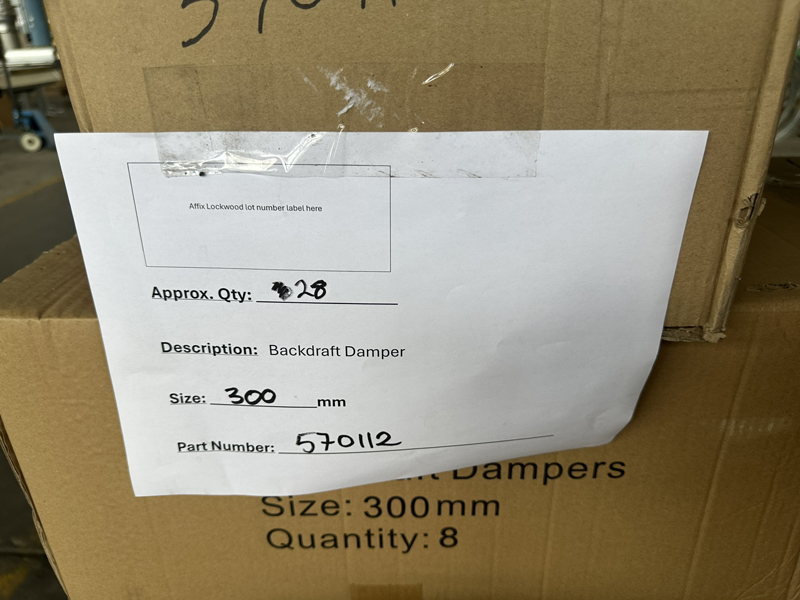 Affix Lockwood lot number label here
Approx. Qty: 28
Description: Backdraft Damper
Size: 300 mm
Part Number: 570112
Dampers
Size: 300mm
Quantity: 8